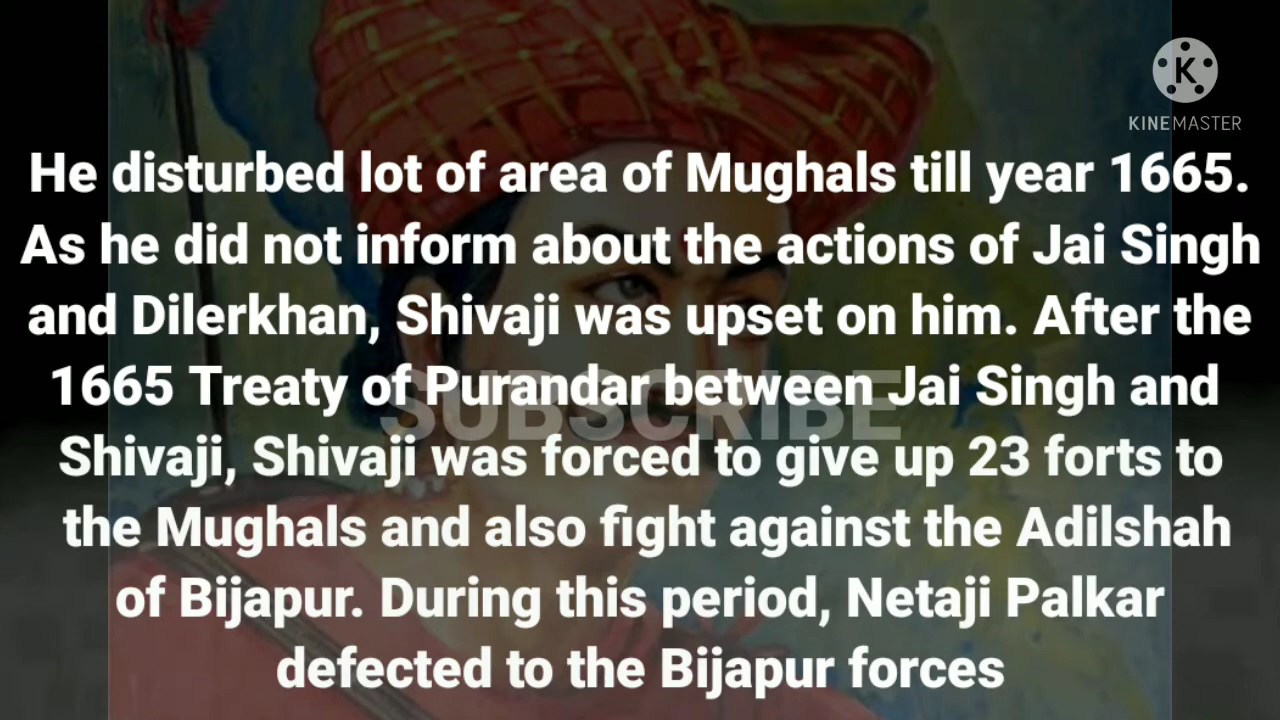 KINEMASTER
He disturbed lot of area of Mughals till year 1665.
As he did not inform about the actions of Jai Singh
and Dilerkhan, Shivaji was upset on him. After the
1665 Treaty of Purandar between Jai Singh and
SUBSCRIBE
Shivaji, Shivaji was forced to give up 23 forts to
the Mughals and also fight against the Adilshah
of Bijapur. During this period, Netaji Palkar
defected to the Bijapur forces